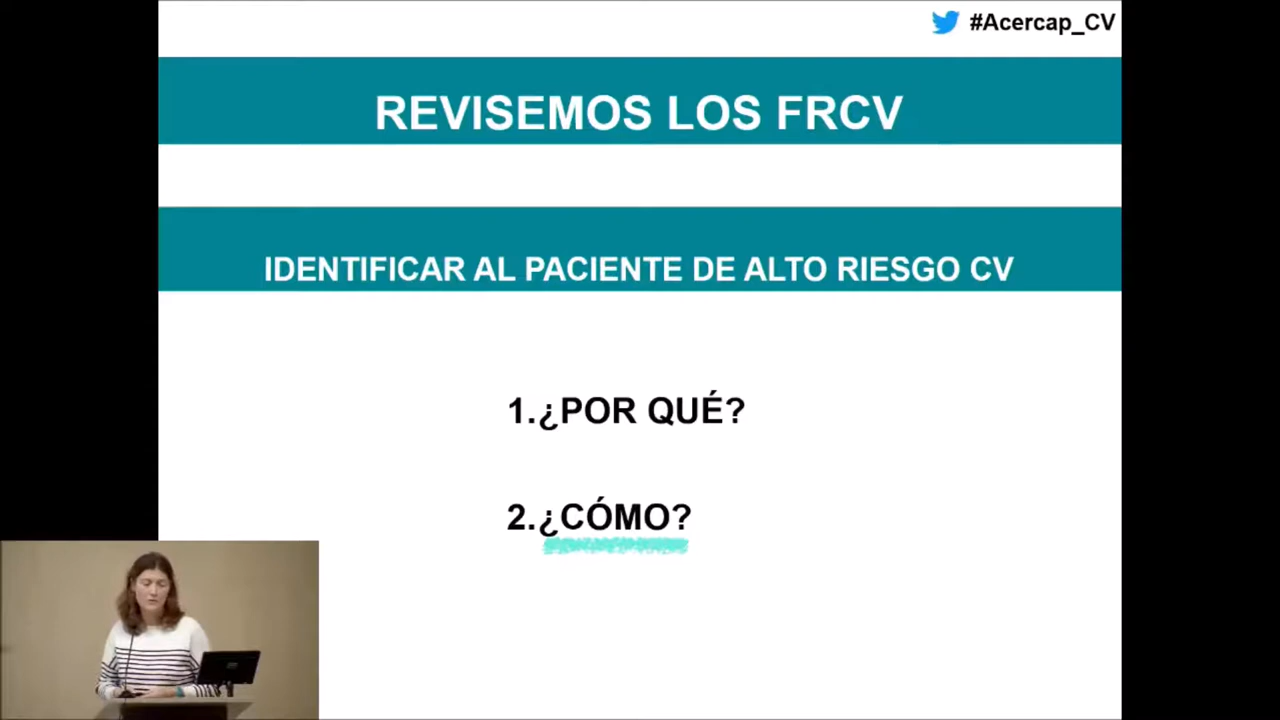 #Acercap_CV
REVISEMOS LOS FRCV
IDENTIFICAR AL PACIENTE DE ALTO RIESGO CV
1.¿POR QUÉ?
2.¿CÓMO?